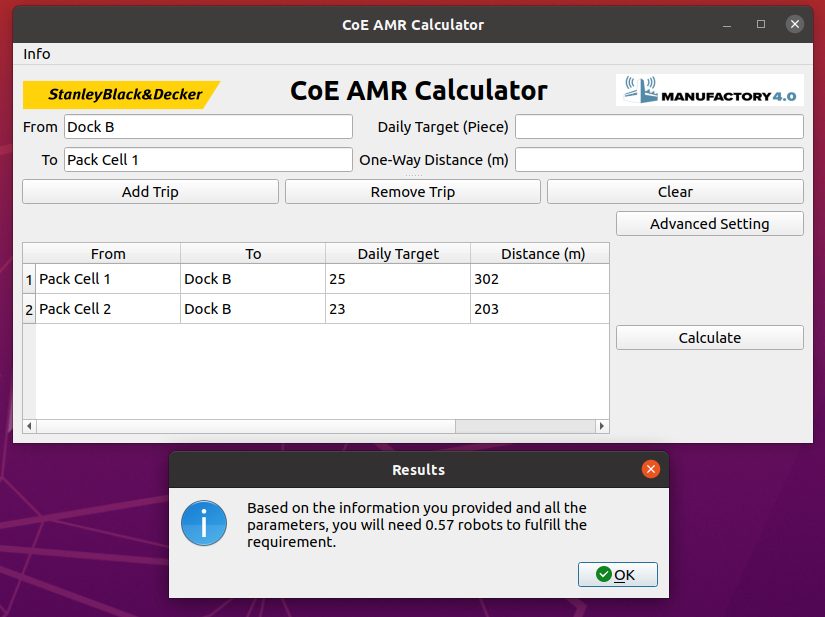 CoE AMR Calculator
Info
StanleyBlack&Decker
CoE AMR Calculator
MANUFACTORY4.0
From Dock B Daily Target (Piece)
To Pack Cell 1 One-Way Distance (m)
Add Trip Remove Trip Clear
Advanced Setting
From To Daily Target Distance (m)
1 Pack Cell 1 Dock B 25 302
2 Pack Cell 2 Dock B 23 203
Calculate
Results
Based on the information you provided and all the
parameters, you will need 0.57 robots to fulfill the
requirement.
OK